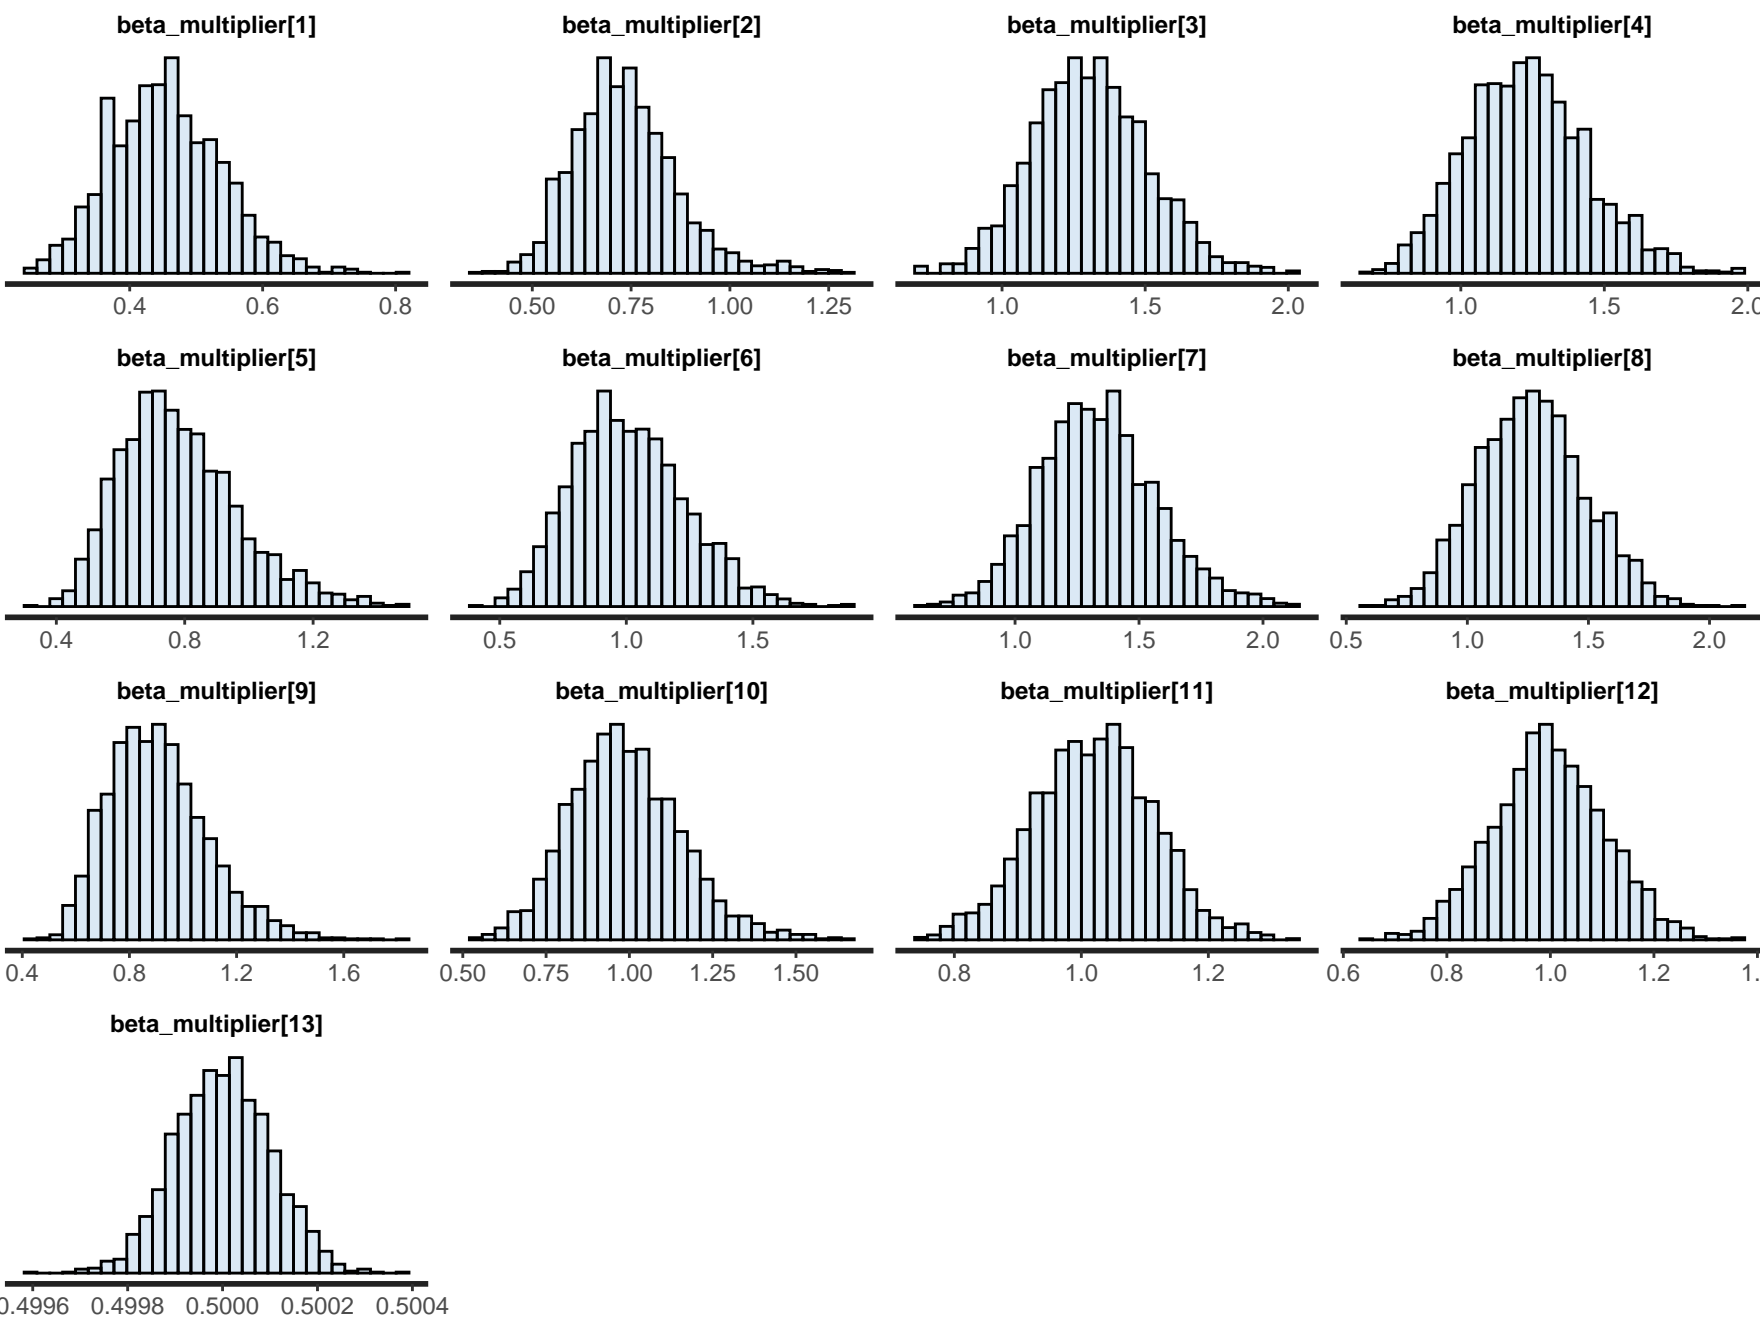 beta_multiplier[1] beta_multiplier[2] beta_multiplier[3] beta_multiplier[4]
0.4 0.6 0.8 0.50 0.75 1.00 1.25 1.0 1.5 2.0 1.0 1.5 2.0
beta_multiplier[5] beta_multiplier[6] beta_multiplier[7] beta_multiplier[8]
0.4 0.8 1.2 0.5 1.0 1.5 1.0 1.5 2.0 0.5 1.0 1.5 2.0
beta_multiplier[9] beta_multiplier[10] beta_multiplier[11] beta_multiplier[12]
0.4 0.8 1.2 1.6 0.50 0.75 1.00 1.25 1.50 0.8 1.0 1.2 0.6 0.8 1.0 1.2 1.
beta_multiplier[13]
0.4996 0.4998 0.5000 0.5002 0.5004